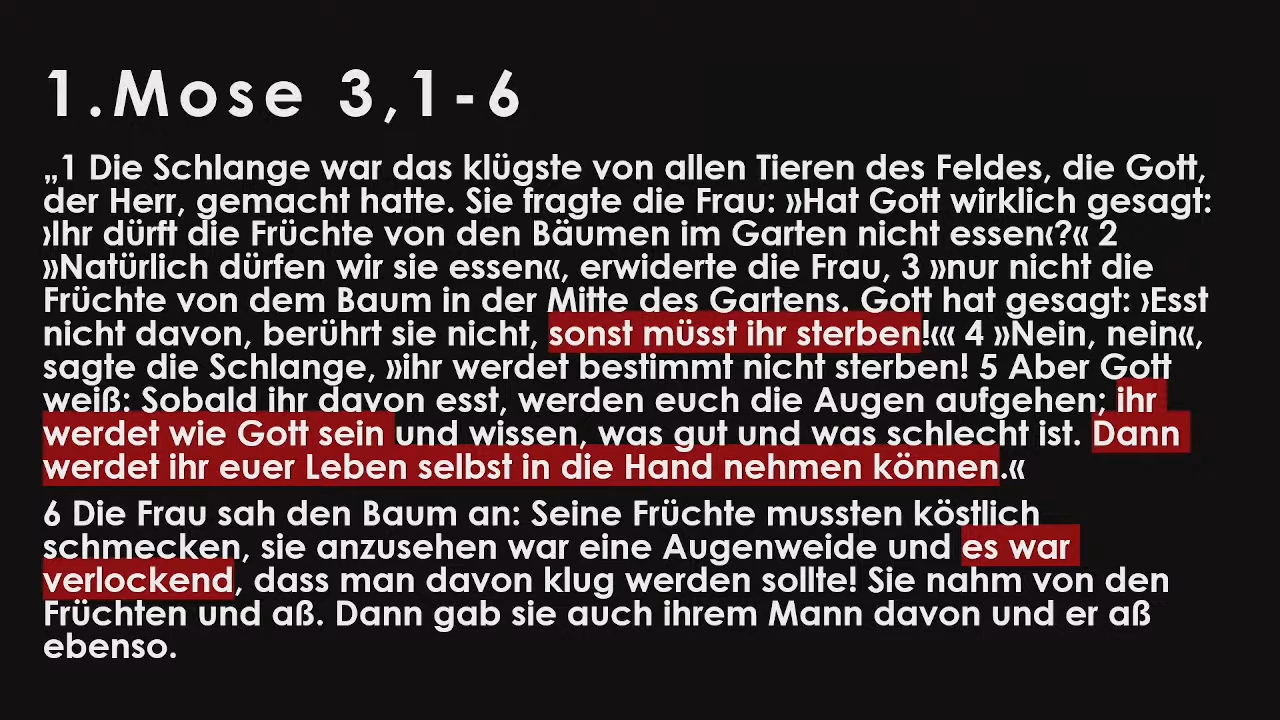 1.Mose 3,1-6
„1 Die Schlange war das klügste von allen Tieren des Feldes, die Gott,
der Herr, gemacht hatte. Sie fragte die Frau: »Hat Gott wirklich gesagt:
›Ihr dürft die Früchte von den Bäumen im Garten nicht essen‹?« 2
»Natürlich dürfen wir sie essen«, erwiderte die Frau, 3 »nur nicht die
Früchte von dem Baum in der Mitte des Gartens. Gott hat gesagt: ›Esst
nicht davon, berührt sie nicht, sonst müsst ihr sterben!‹« 4 »Nein, nein«,
sagte die Schlange, »ihr werdet bestimmt nicht sterben! 5 Aber Gott
weiß: Sobald ihr davon esst, werden euch die Augen aufgehen; ihr
werdet wie Gott sein und wissen, was gut und was schlecht ist. Dann
werdet ihr euer Leben selbst in die Hand nehmen können.«
6 Die Frau sah den Baum an: Seine Früchte mussten köstlich
schmecken, sie anzusehen war eine Augenweide und es war
verlockend, dass man davon klug werden sollte! Sie nahm von den
Früchten und aß. Dann gab sie auch ihrem Mann davon und er aß
ebenso.